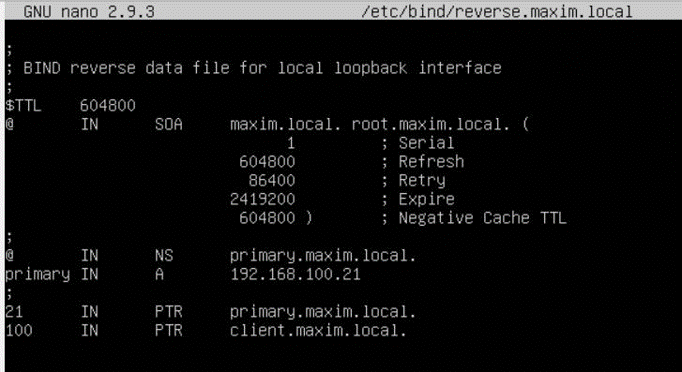 GNU nano 2.9.3 /etc/bind/reverse.maxim.local
;
; BIND reverse data file for local loopback interface
;
$TTL 604800
@ IN SOA maxim.local. root.maxim.local. (
1 ; Serial
604800 ; Refresh
86400 ; Retry
2419200 ; Expire
604800 ) ; Negative Cache TTL
;
@ IN NS primary.maxim.local.
primary IN A 192.168.100.21
;
21 IN PTR primary.maxim.local.
100 IN PTR client.maxim.local.